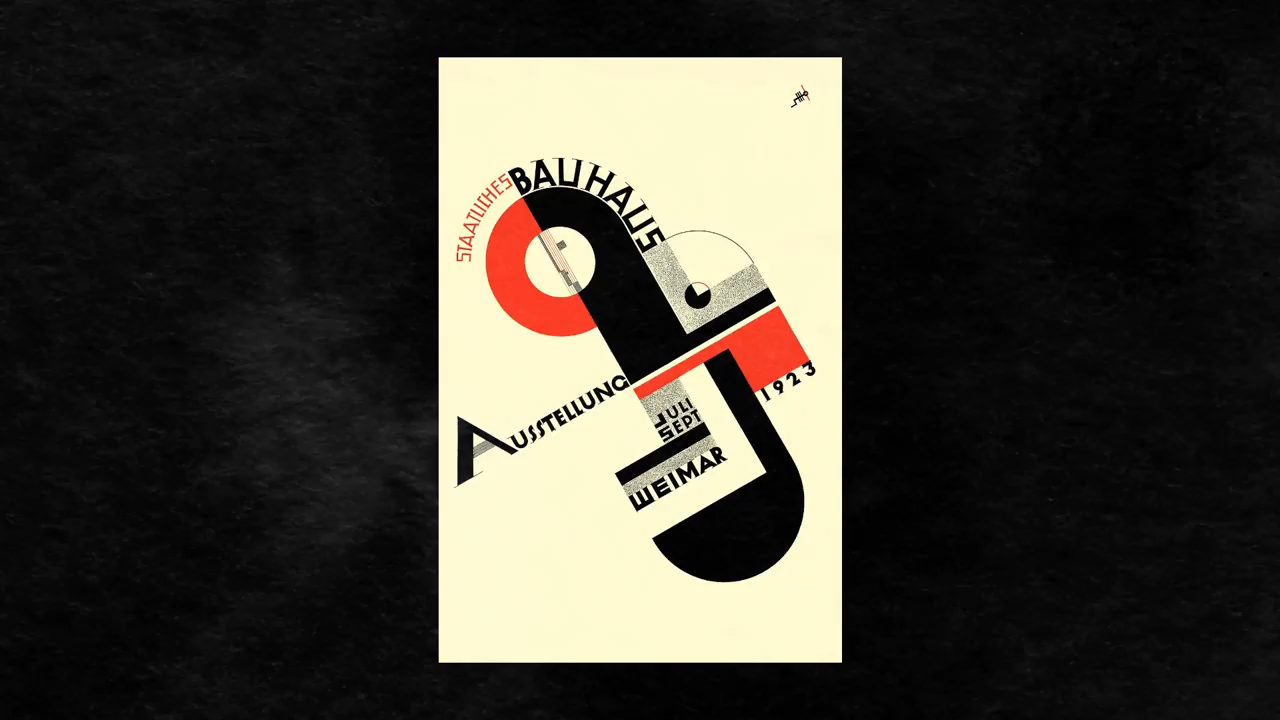 STAATLICHES BAUHAUS
AUSSTELLUNG
1923
JULI
SEPT
WEIMAR